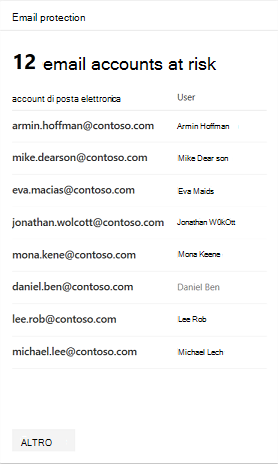 Email protection
12 email accounts at risk
account di posta elettronica User
armin.hoffman@contoso.com Armin Hoffman
mike.dearson@contoso.com Mike Dear son
eva.macias@contoso.com Eva Maids
jonathan.wolcott@contoso.com Jonathan W0kOtt
mona.kene@contoso.com Mona Keene
daniel.ben@contoso.com Daniel Ben
lee.rob@contoso.com Lee Rob
michael.lee@contoso.com Michael Lech
ALTRO